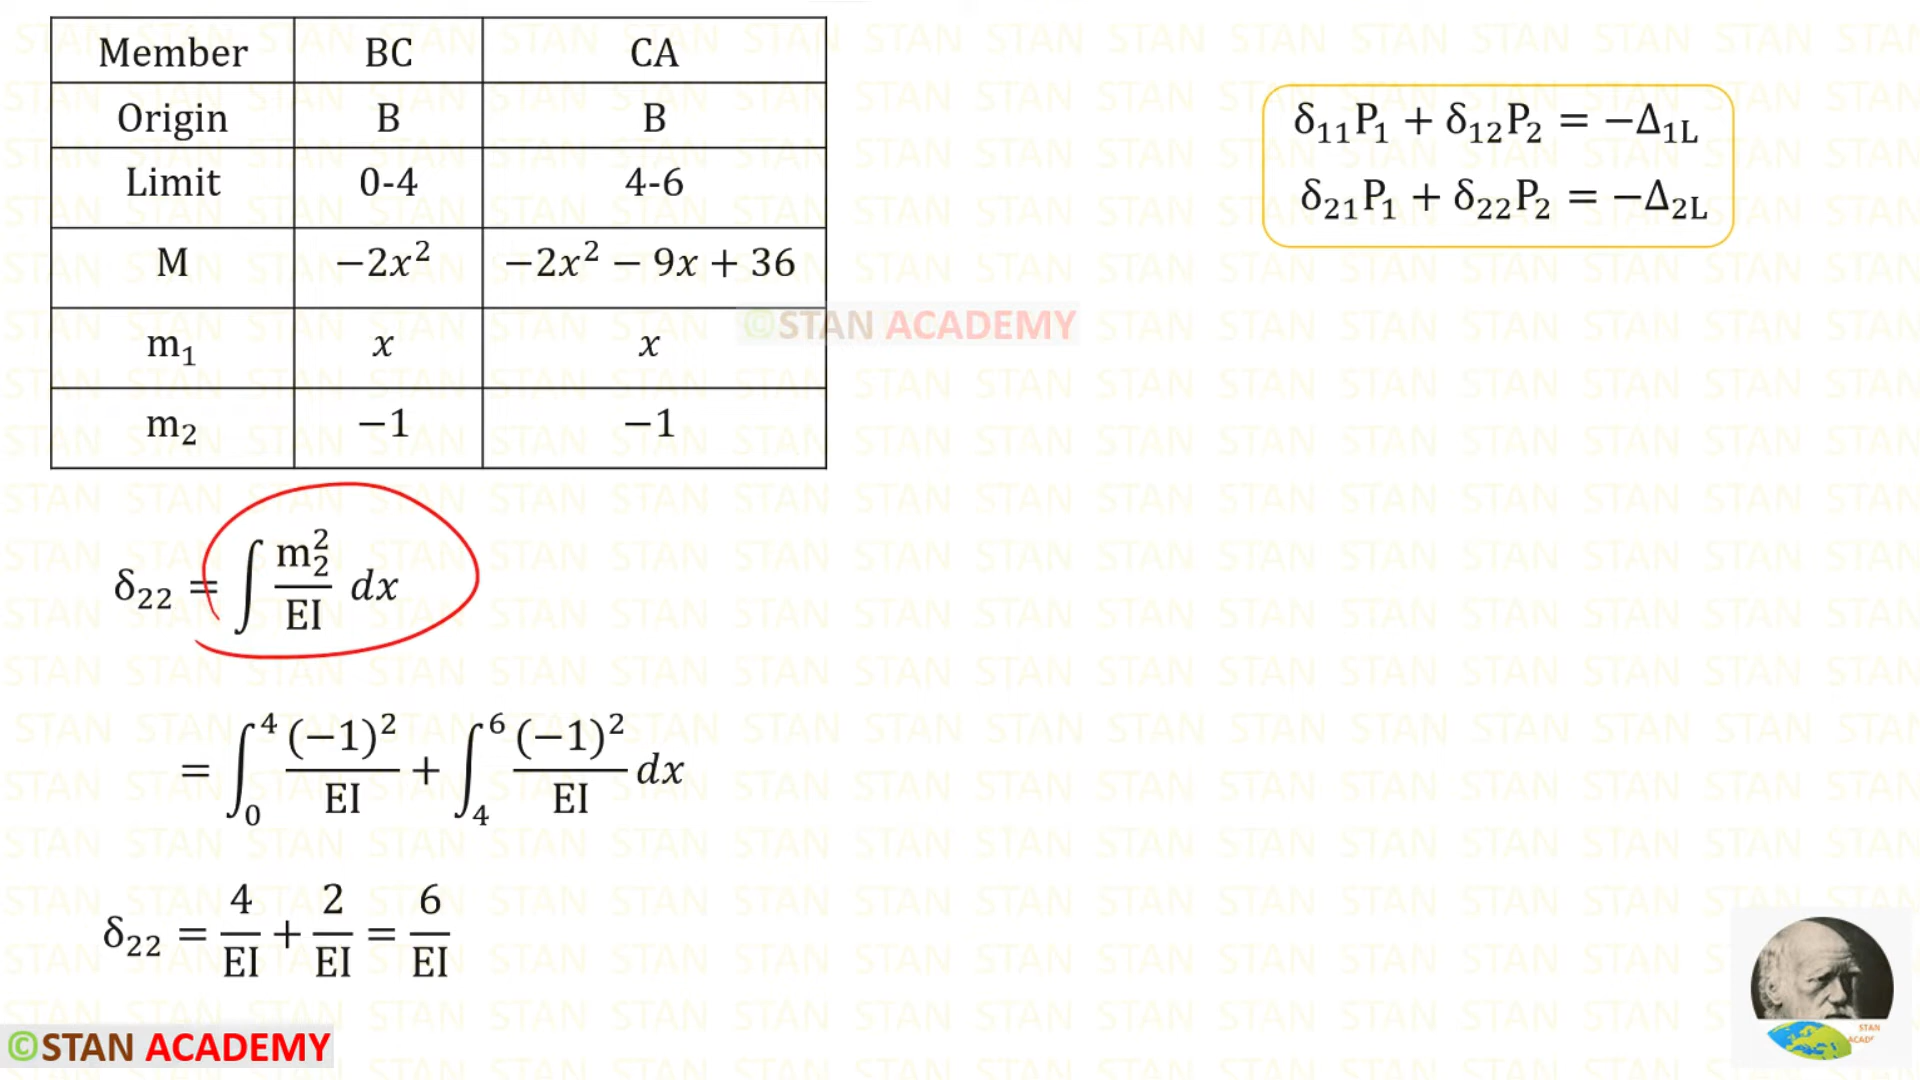 Member BC CA
Origin B B
Limit 0-4 4-6
M −2x² −2x² − 9x + 36
m₁ x x
m₂ −1 −1
δ₁₁P₁ + δ₁₂P₂ = −Δ₁L
δ₂₁P₁ + δ₂₂P₂ = −Δ₂L
©STAN ACADEMY
δ₂₂ = ∫ m₂²/EI dx
= ∫₀⁴ (−1)²/EI + ∫₄⁶ (−1)²/EI dx
δ₂₂ = 4/EI + 2/EI = 6/EI
©STAN ACADEMY
STAN